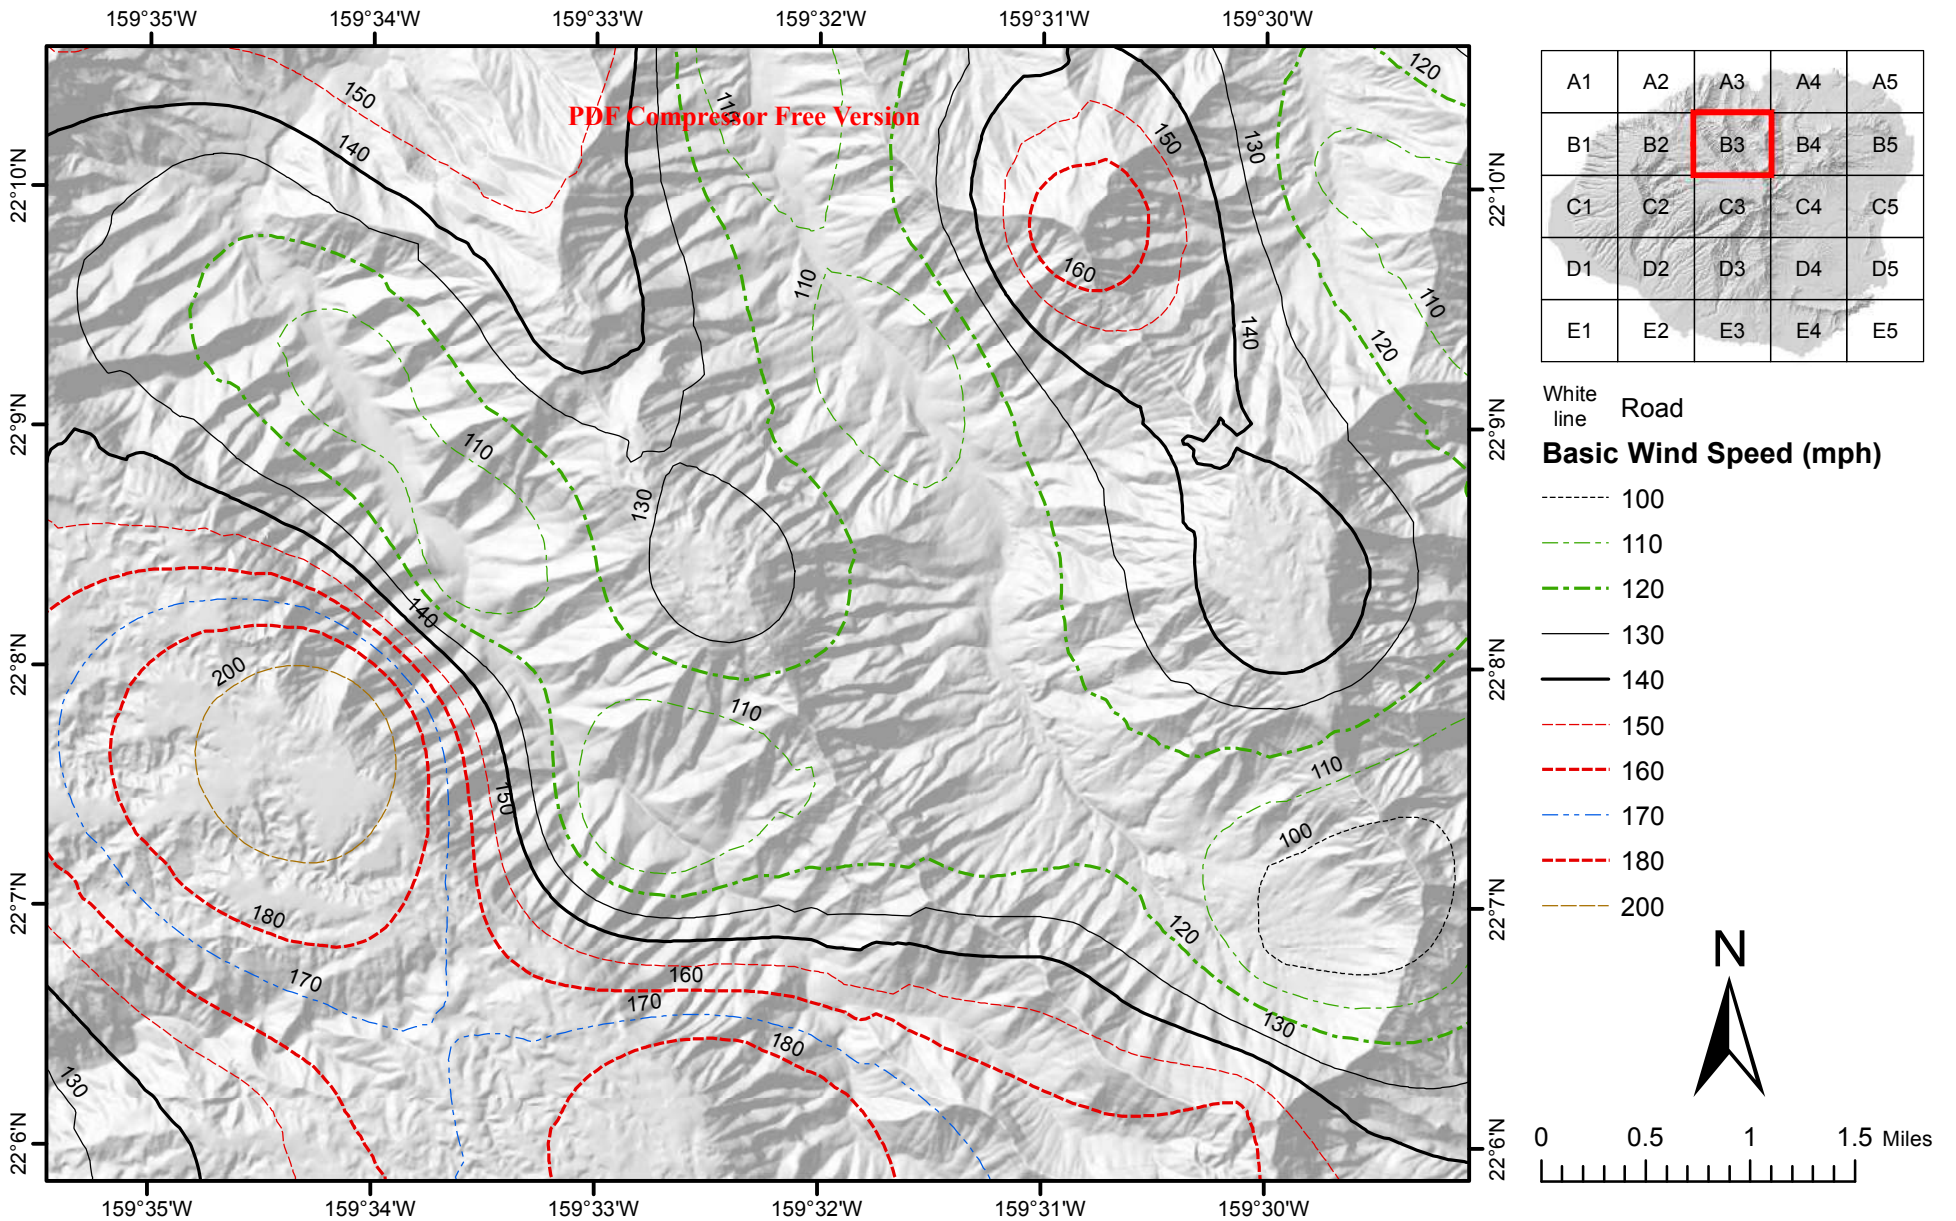 159°35'W 159°34'W 159°33'W 159°32'W 159°31'W 159°30'W
22°10'N
22°9'N
22°8'N
22°7'N
22°6'N
PDF Compressor Free Version
150
140
110
150
130
120
160
110
140
120
110
110
130
140
200
110
150
110
100
180
170
160
170
180
120
130
130
22°10'N
22°9'N
22°8'N
22°7'N
22°6'N
159°35'W 159°34'W 159°33'W 159°32'W 159°31'W 159°30'W
A1 A2 A3 A4 A5
B1 B2 B3 B4 B5
C1 C2 C3 C4 C5
D1 D2 D3 D4 D5
E1 E2 E3 E4 E5
White
line Road
Basic Wind Speed (mph)
100
110
120
130
140
150
160
170
180
200
N
0 0.5 1 1.5 Miles